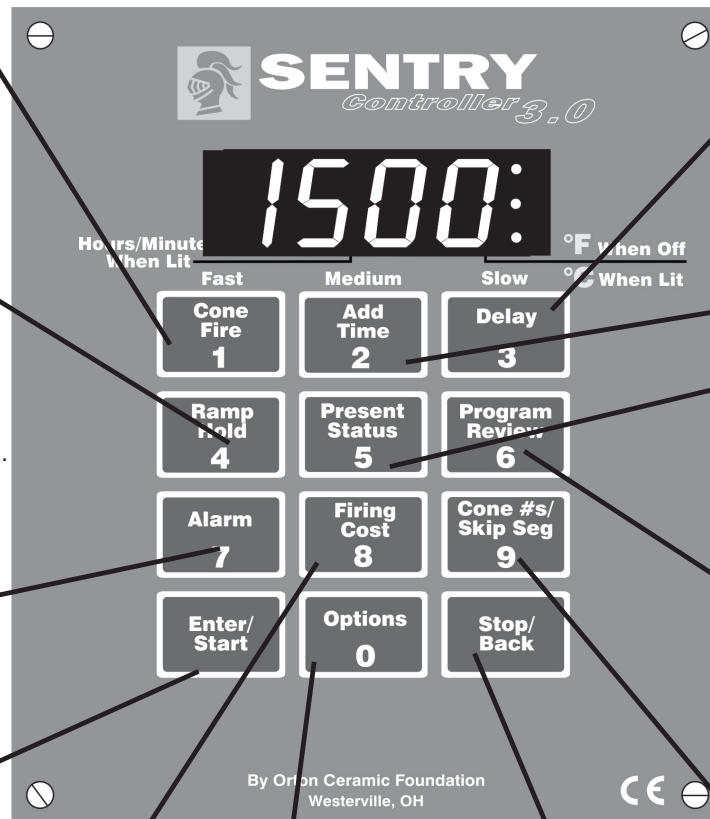 SENTRY
Controller 3.0
1500:
Hours/Minute
When Lit
°F When Off
°C When Lit
Fast Medium Slow
Cone
Fire
1
Add
Time
2
Delay
3
Ramp
Hold
4
Present
Status
5
Program
Review
6
Alarm
7
Firing
Cost
8
Cone #s/
Skip Seg
9
Enter/
Start
Options
0
Stop/
Back
By Orton Ceramic Foundation
Westerville, OH
CE